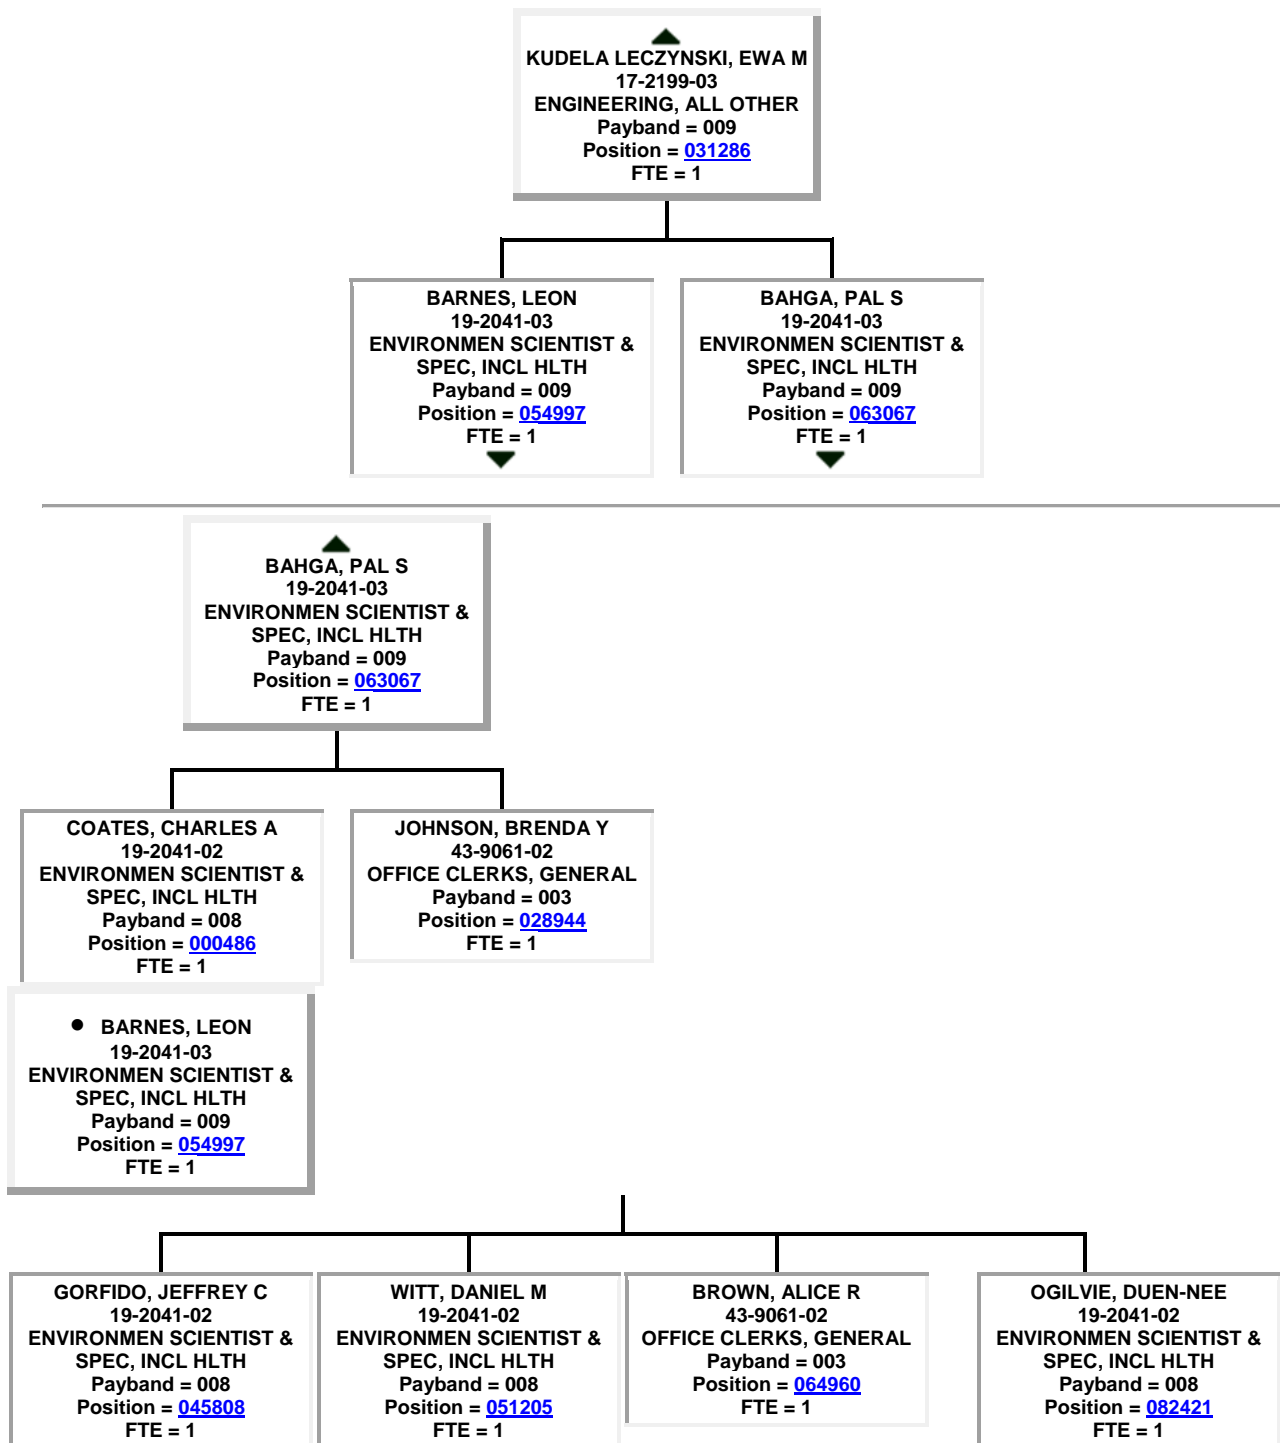 KUDELA LECZYNSKI, EWA M
17-2199-03
ENGINEERING, ALL OTHER
Payband = 009
Position = 031286
FTE = 1
BARNES, LEON
19-2041-03
ENVIRONMEN SCIENTIST &
SPEC, INCL HLTH
Payband = 009
Position = 054997
FTE = 1
BAHGA, PAL S
19-2041-03
ENVIRONMEN SCIENTIST &
SPEC, INCL HLTH
Payband = 009
Position = 063067
FTE = 1
BAHGA, PAL S
19-2041-03
ENVIRONMEN SCIENTIST &
SPEC, INCL HLTH
Payband = 009
Position = 063067
FTE = 1
COATES, CHARLES A
19-2041-02
ENVIRONMEN SCIENTIST &
SPEC, INCL HLTH
Payband = 008
Position = 000486
FTE = 1
JOHNSON, BRENDA Y
43-9061-02
OFFICE CLERKS, GENERAL
Payband = 003
Position = 028944
FTE = 1
• BARNES, LEON
19-2041-03
ENVIRONMEN SCIENTIST &
SPEC, INCL HLTH
Payband = 009
Position = 054997
FTE = 1
GORFIDO, JEFFREY C
19-2041-02
ENVIRONMEN SCIENTIST &
SPEC, INCL HLTH
Payband = 008
Position = 045808
FTE = 1
WITT, DANIEL M
19-2041-02
ENVIRONMEN SCIENTIST &
SPEC, INCL HLTH
Payband = 008
Position = 051205
FTE = 1
BROWN, ALICE R
43-9061-02
OFFICE CLERKS, GENERAL
Payband = 003
Position = 064960
FTE = 1
OGILVIE, DUEN-NEE
19-2041-02
ENVIRONMEN SCIENTIST &
SPEC, INCL HLTH
Payband = 008
Position = 082421
FTE = 1